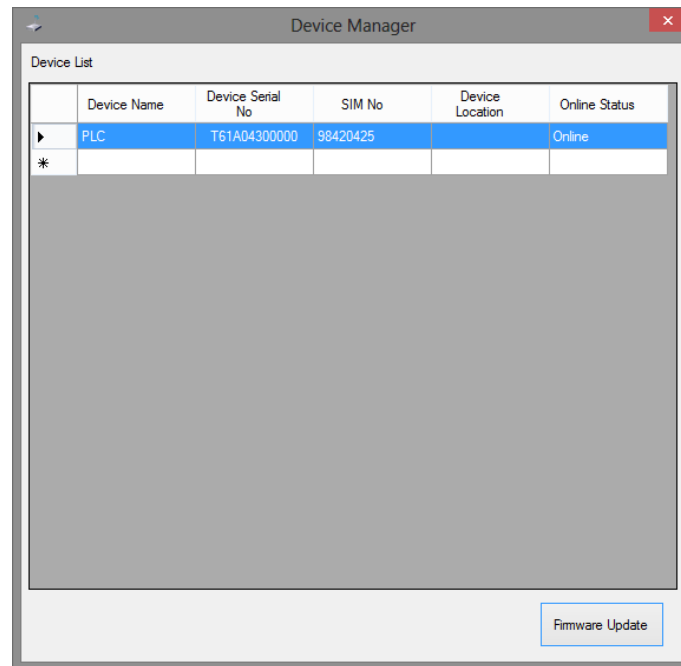 Device Manager
Device List
Device Name Device Serial No SIM No Device Location Online Status
PLC T61A04300000 98420425 Online
Firmware Update